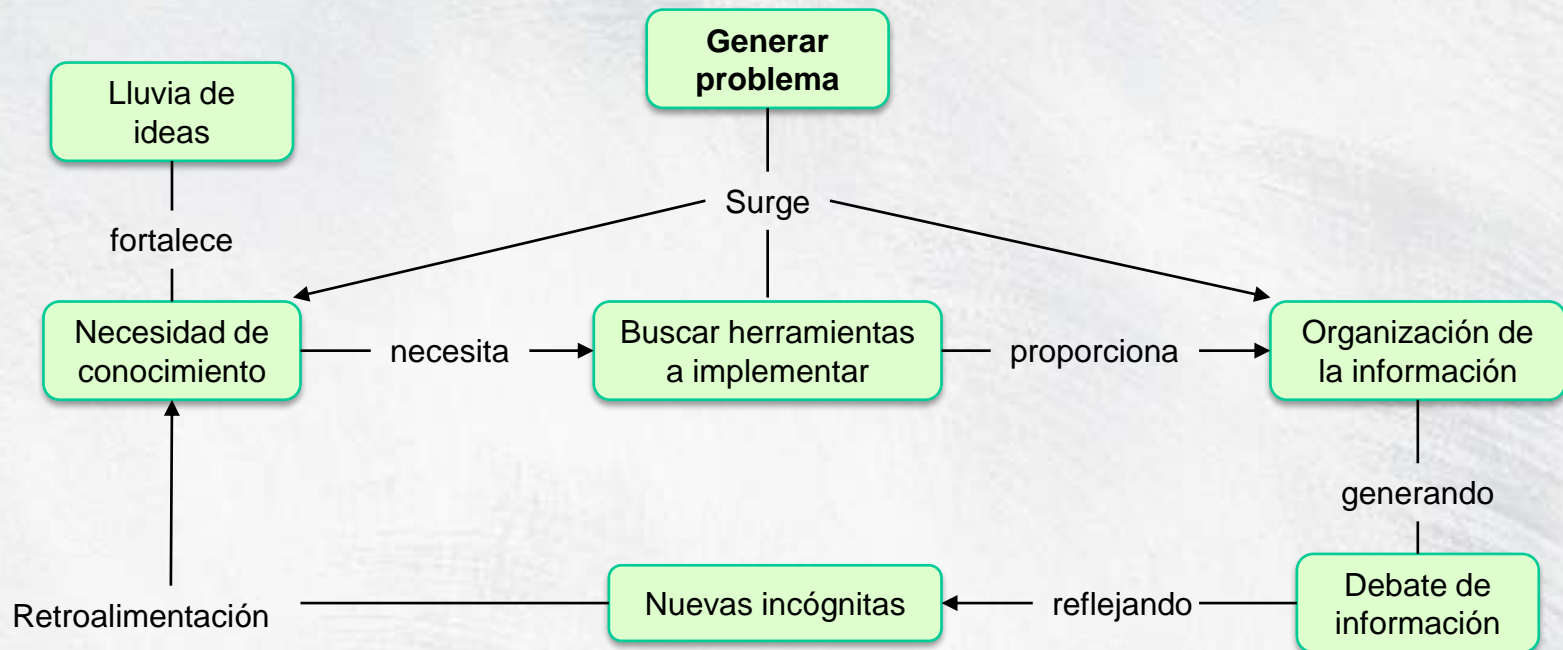 Generar
problema
Lluvia de
ideas
Surge
fortalece
Necesidad de
conocimiento
necesita
Buscar herramientas
a implementar
proporciona
Organización de
la información
generando
Debate de
información
reflejando
Nuevas incógnitas
Retroalimentación